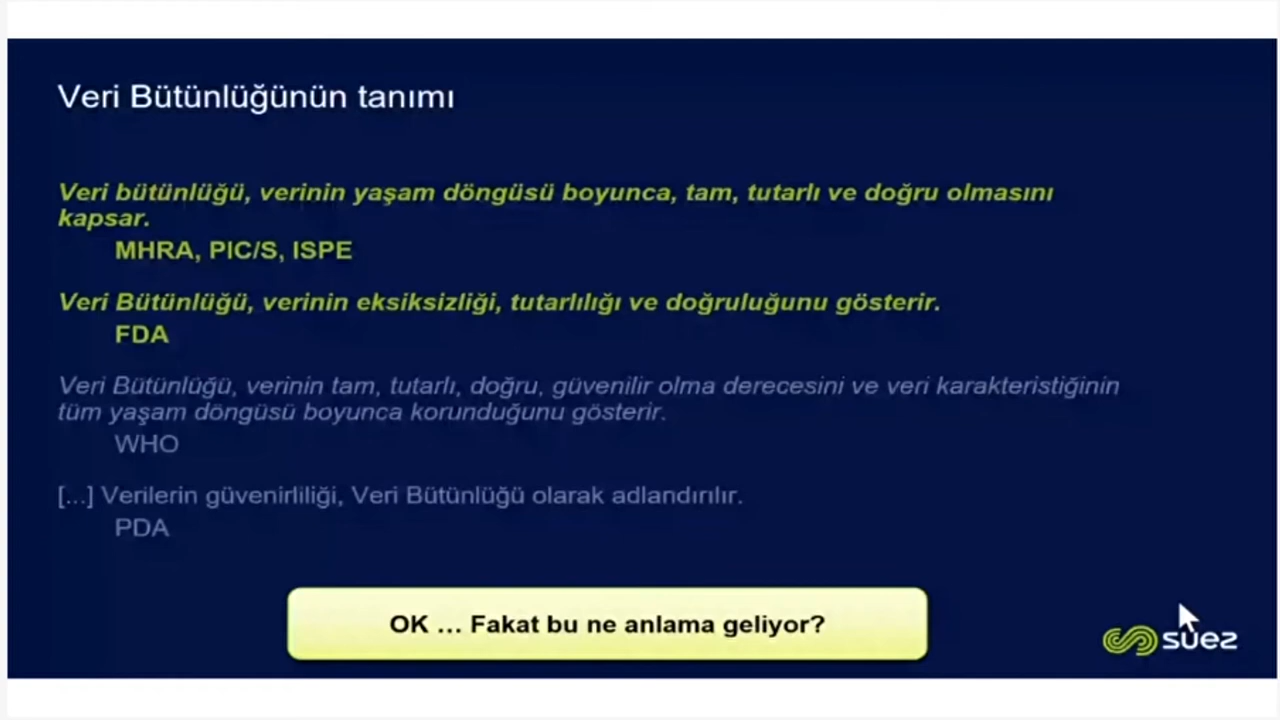 Veri Bütünlüğünün tanımı
Veri bütünlüğü, verinin yaşam döngüsü boyunca, tam, tutarlı ve doğru olmasını
kapsar.
MHRA, PIC/S, ISPE
Veri Bütünlüğü, verinin eksiksizliği, tutarlılığı ve doğruluğunu gösterir.
FDA
Veri Bütünlüğü, verinin tam, tutarlı, doğru, güvenilir olma derecesini ve veri karakteristiğinin
tüm yaşam döngüsü boyunca korunduğunu gösterir.
WHO
[...] Verilerin güvenirliliği, Veri Bütünlüğü olarak adlandırılır.
PDA
OK ... Fakat bu ne anlama geliyor?
suez